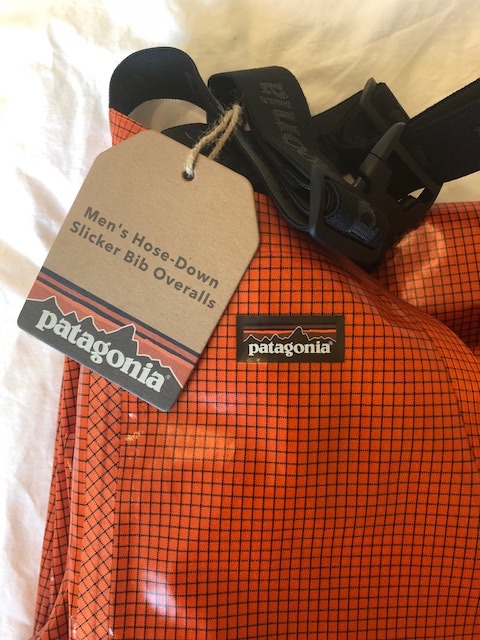 Men's Hose-Down
Slicker Bib Overalls
patagonia®
patagonia®